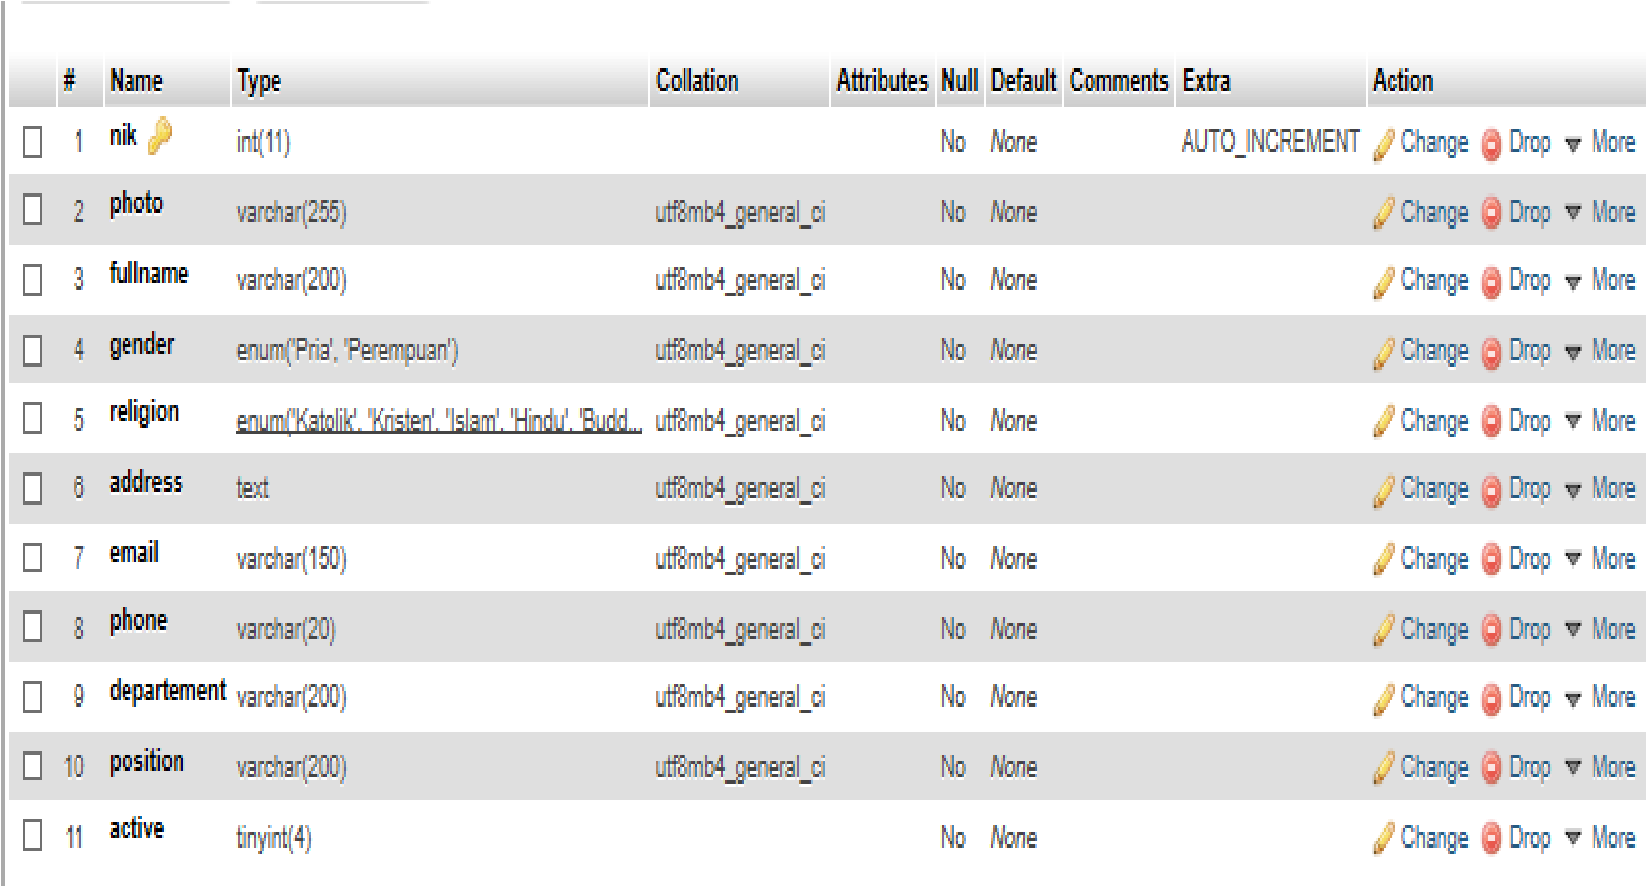 # Name Type Collation Attributes Null Default Comments Extra Action
1 nik int(11) No None AUTO_INCREMENT Change Drop More
2 photo varchar(255) utf8mb4_general_ci No None Change Drop More
3 fullname varchar(200) utf8mb4_general_ci No None Change Drop More
4 gender enum('Pria', 'Perempuan') utf8mb4_general_ci No None Change Drop More
5 religion enum('Katolik', 'Kristen', 'Islam', 'Hindu', 'Budd... utf8mb4_general_ci No None Change Drop More
6 address text utf8mb4_general_ci No None Change Drop More
7 email varchar(150) utf8mb4_general_ci No None Change Drop More
8 phone varchar(20) utf8mb4_general_ci No None Change Drop More
9 departement varchar(200) utf8mb4_general_ci No None Change Drop More
10 position varchar(200) utf8mb4_general_ci No None Change Drop More
11 active tinyint(4) No None Change Drop More